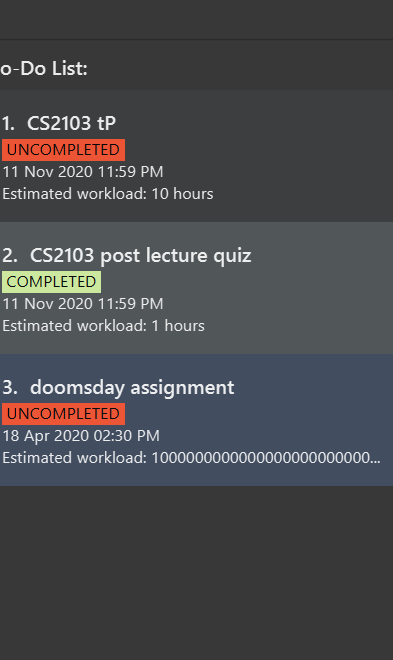 o-Do List:
1. CS2103 tP
UNCOMPLETED
11 Nov 2020 11:59 PM
Estimated workload: 10 hours
2. CS2103 post lecture quiz
COMPLETED
11 Nov 2020 11:59 PM
Estimated workload: 1 hours
3. doomsday assignment
UNCOMPLETED
18 Apr 2020 02:30 PM
Estimated workload: 1000000000000000000000000...